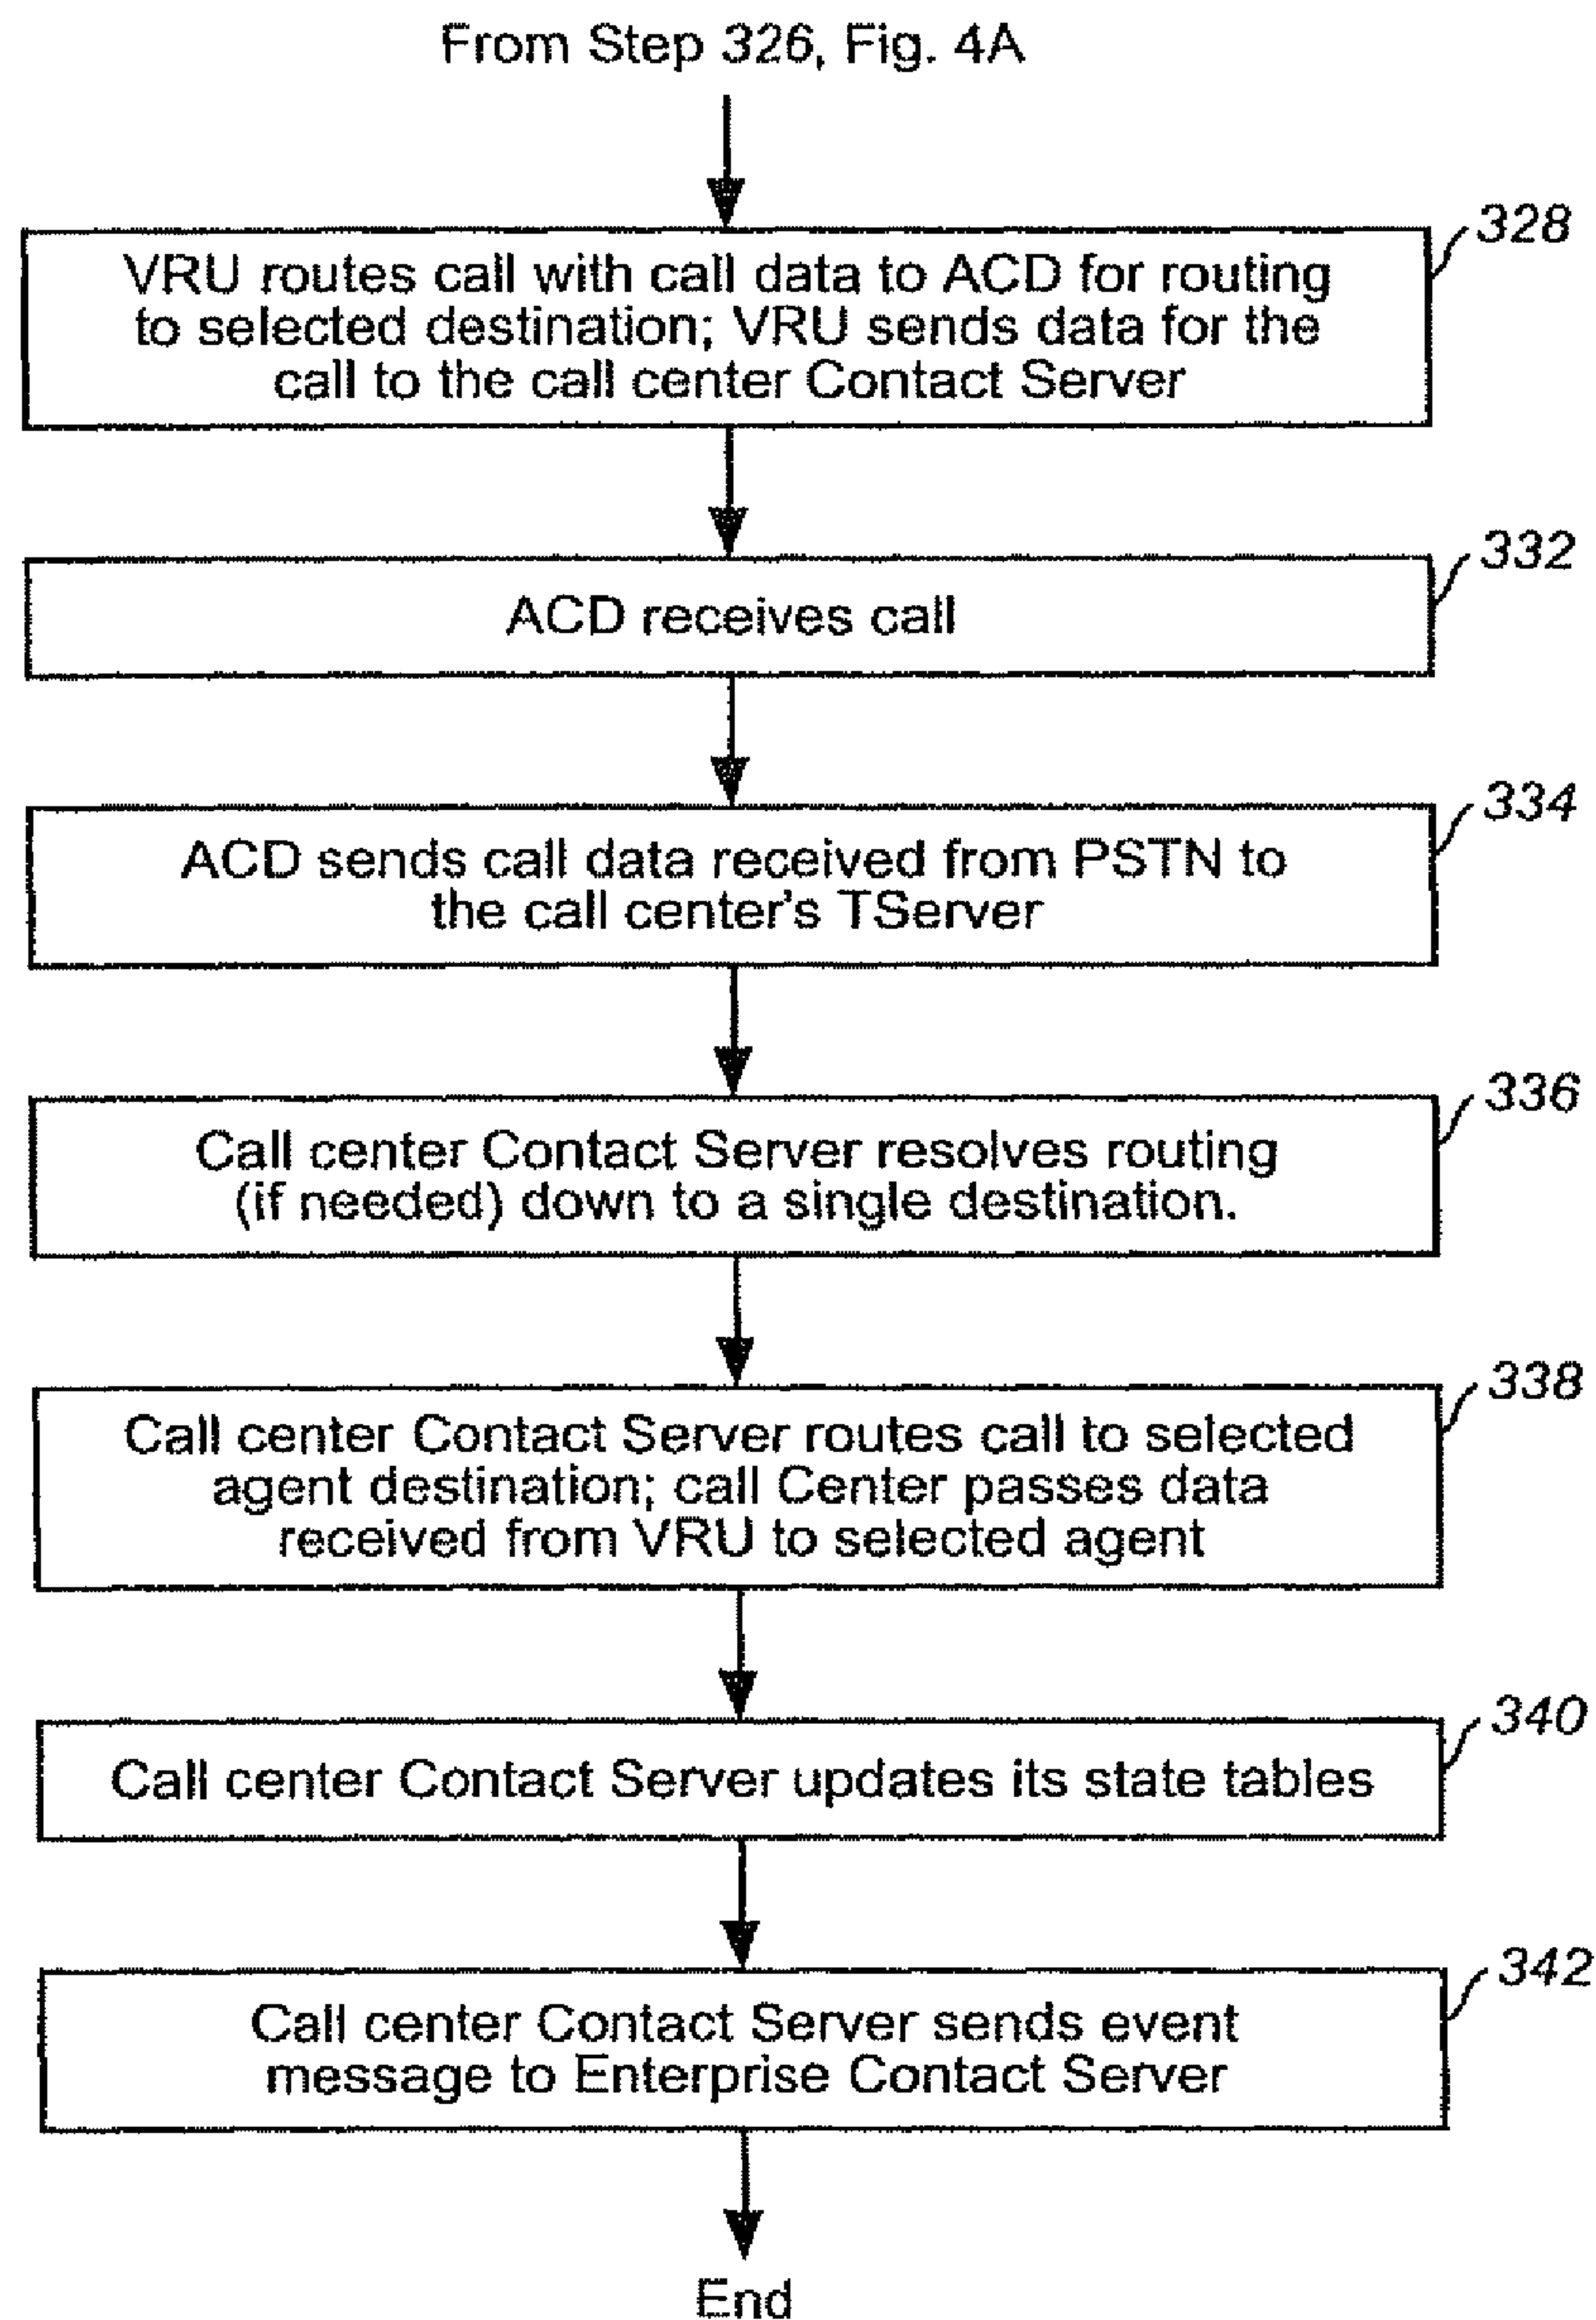 From Step 326, Fig. 4A
328
VRU routes call with call data to ACD for routing
to selected destination; VRU sends data for the
call to the call center Contact Server
332
ACD receives call
334
ACD sends call data received from PSTN to
the call center's TServer
336
Call center Contact Server resolves routing
(if needed) down to a single destination.
338
Call center Contact Server routes call to selected
agent destination; call Center passes data
received from VRU to selected agent
340
Call center Contact Server updates its state tables
342
Call center Contact Server sends event
message to Enterprise Contact Server
End